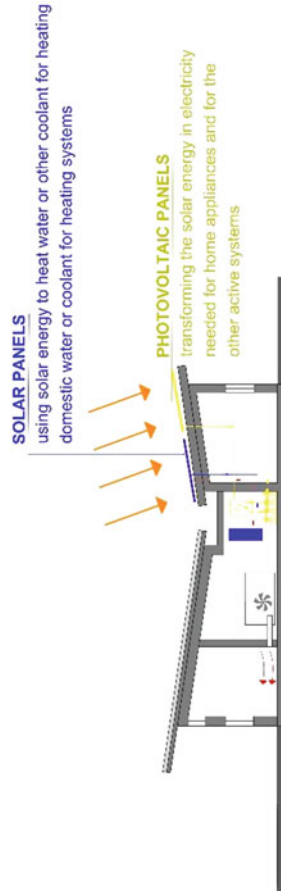 SOLAR PANELS
using solar energy to heat water or other coolant for heating
domestic water or coolant for heating systems
PHOTOVOLTAIC PANELS
transforming the solar energy in electricity
needed for home appliances and for the
other active systems